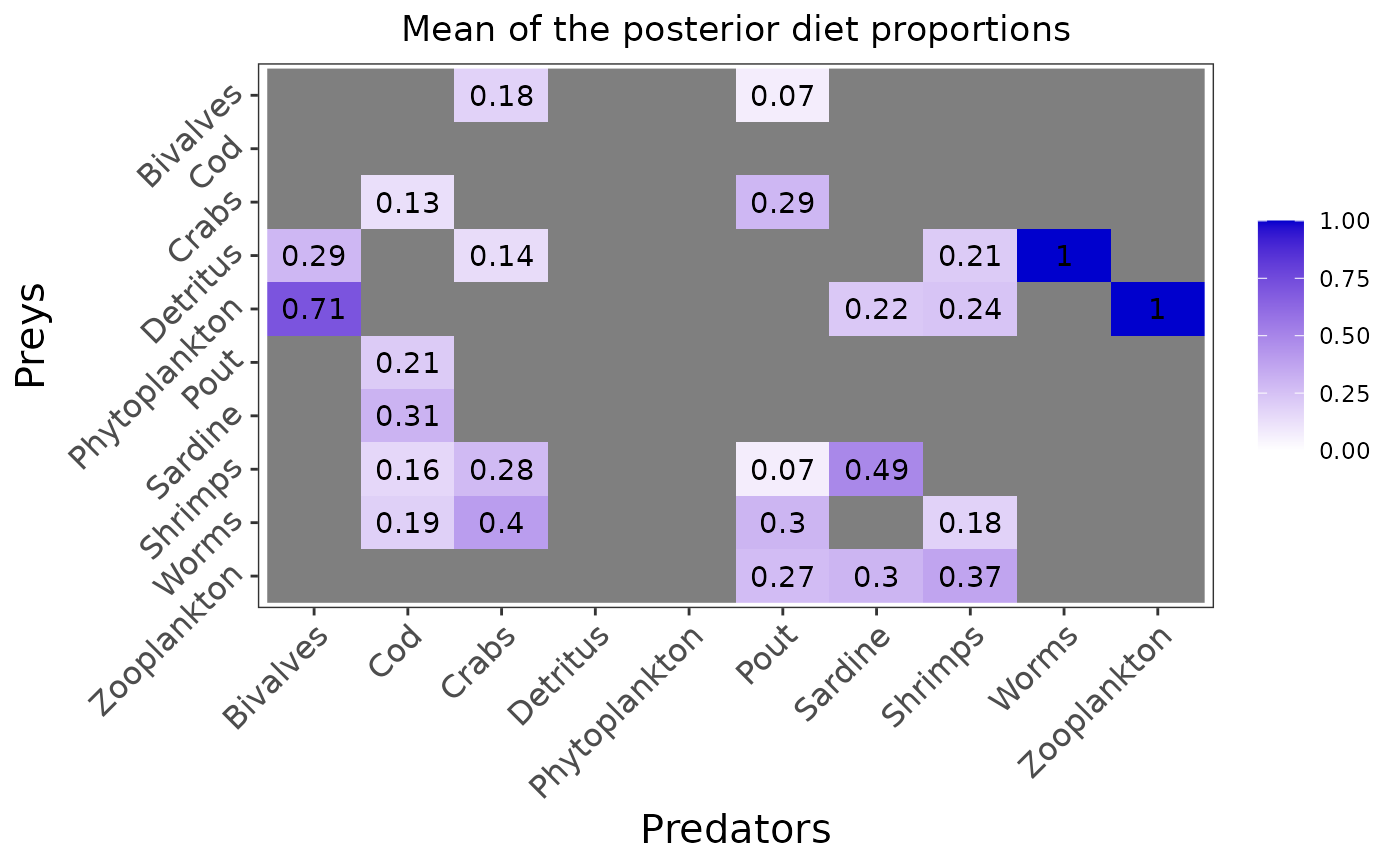 Mean of the posterior diet proportions
Preys
Bivalves 0.18 0.07
Cod
Crabs 0.13 0.29
Detritus 0.29 0.14 0.21 1
Phytoplankton 0.71 0.22 0.24 1
Pout 0.21
Sardine 0.31
Shrimps 0.16 0.28 0.07 0.49
Worms 0.19 0.4 0.3 0.18
Zooplankton 0.27 0.3 0.37
Bivalves Cod Crabs Detritus Phytoplankton Pout Sardine Shrimps Worms Zooplankton
Predators
1.00
0.75
0.50
0.25
0.00